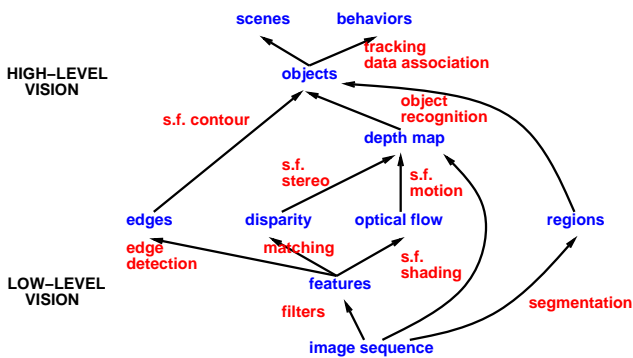 scenes behaviors
tracking
data association
HIGH–LEVEL
VISION
objects
s.f. contour
object
recognition
depth map
s.f.
stereo
s.f.
motion
edges disparity optical flow regions
edge
detection
matching
s.f.
shading
LOW–LEVEL
VISION
features
filters
segmentation
image sequence